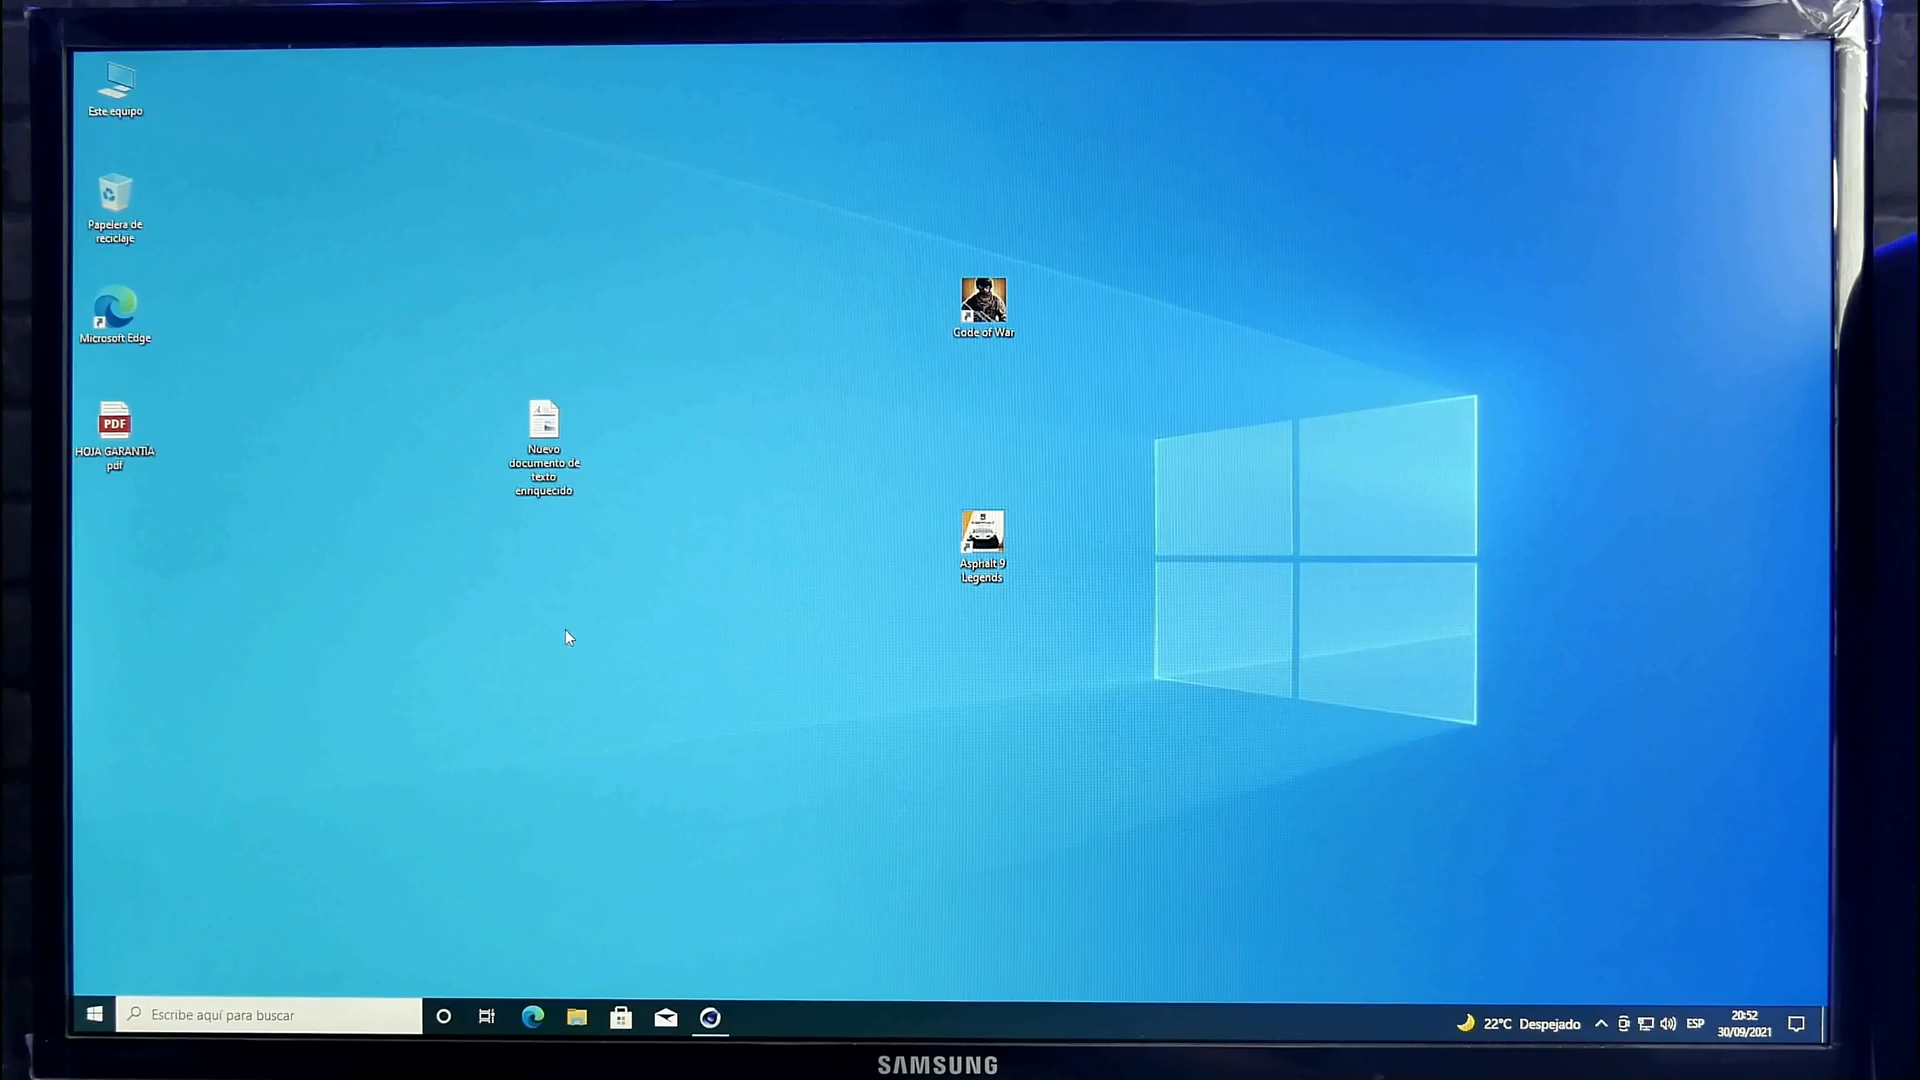 Este equipo
Papelera de
reciclaje
Microsoft Edge
PDF
HOJA GARANTÍA
pdf
Nuevo
documento de
texto
enriquecido
Code of War
Asphalt 9
Legends
Escribe aquí para buscar
22°C Despejado
ESP
20:52
30/09/2021
SAMSUNG